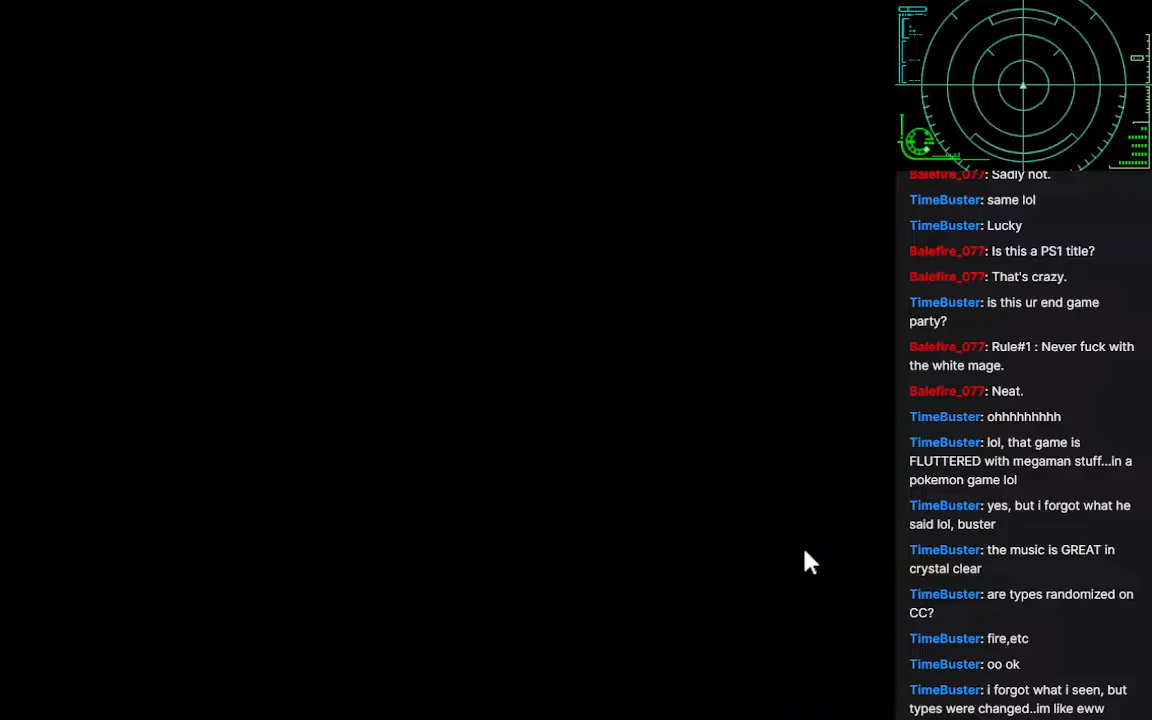 Balefire_077: Sadly not.
TimeBuster: same lol
TimeBuster: Lucky
Balefire_077: Is this a PS1 title?
Balefire_077: That's crazy.
TimeBuster: is this ur end game
party?
Balefire_077: Rule#1 : Never fuck with
the white mage.
Balefire_077: Neat.
TimeBuster: ohhhhhhhhh
TimeBuster: lol, that game is
FLUTTERED with megaman stuff...in a
pokemon game lol
TimeBuster: yes, but i forgot what he
said lol, buster
TimeBuster: the music is GREAT in
crystal clear
TimeBuster: are types randomized on
CC?
TimeBuster: fire,etc
TimeBuster: oo ok
TimeBuster: i forgot what i seen, but
types were changed..im like eww